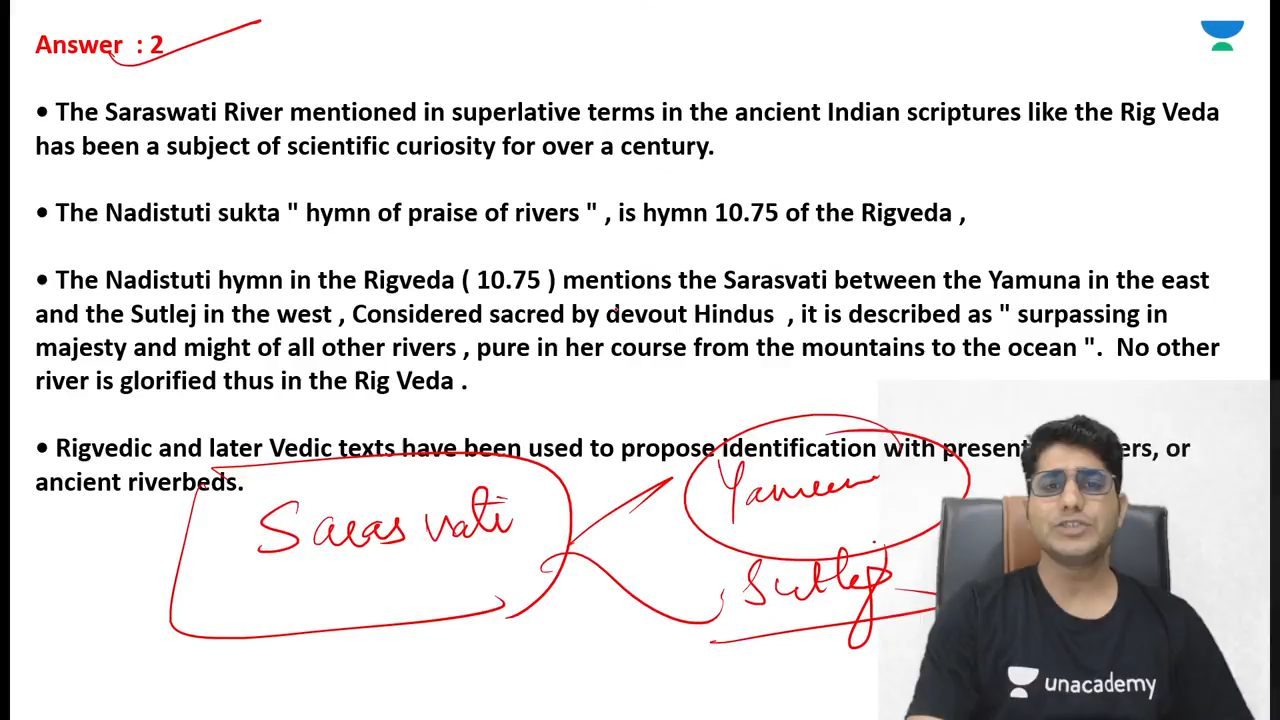 Answer : 2
• The Saraswati River mentioned in superlative terms in the ancient Indian scriptures like the Rig Veda
has been a subject of scientific curiosity for over a century.
• The Nadistuti sukta " hymn of praise of rivers " , is hymn 10.75 of the Rigveda ,
• The Nadistuti hymn in the Rigveda ( 10.75 ) mentions the Sarasvati between the Yamuna in the east
and the Sutlej in the west , Considered sacred by devout Hindus , it is described as " surpassing in
majesty and might of all other rivers , pure in her course from the mountains to the ocean ". No other
river is glorified thus in the Rig Veda .
• Rigvedic and later Vedic texts have been used to propose identification with or
ancient riverbeds.
Sarasvati
Sutlej
unacademy